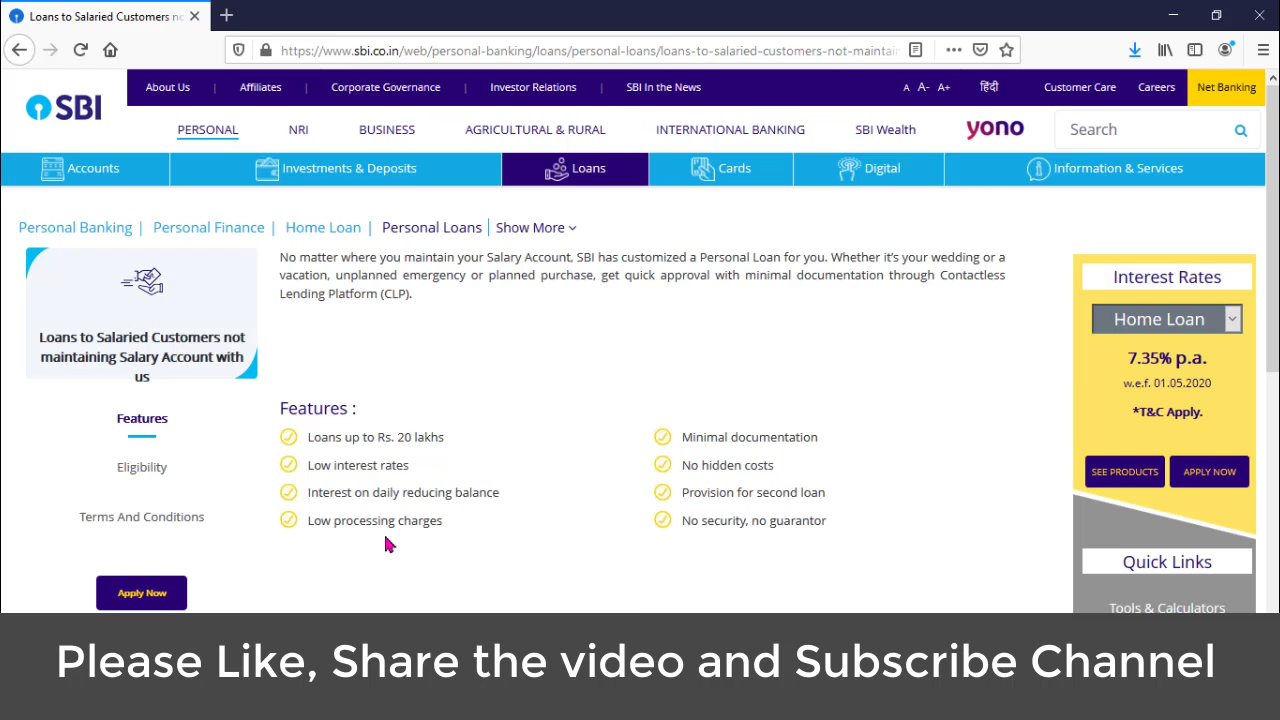 Loans to Salaried Customers no
https://www.sbi.co.in/web/personal-banking/loans/personal-loans/loans-to-salaried-customers-not-maintai
SBI
About Us | Affiliates | Corporate Governance | Investor Relations | SBI In the News
A A- A+ हिंदी Customer Care Careers Net Banking
PERSONAL NRI BUSINESS AGRICULTURAL & RURAL INTERNATIONAL BANKING SBI Wealth yono Search
Accounts Investments & Deposits Loans Cards Digital Information & Services
Personal Banking | Personal Finance | Home Loan | Personal Loans | Show More
Loans to Salaried Customers not
maintaining Salary Account with
us
Features
Eligibility
Terms And Conditions
Apply Now
No matter where you maintain your Salary Account, SBI has customized a Personal Loan for you. Whether it's your wedding or a
vacation, unplanned emergency or planned purchase, get quick approval with minimal documentation through Contactless
Lending Platform (CLP).
Features :
Loans up to Rs. 20 lakhs
Low interest rates
Interest on daily reducing balance
Low processing charges
Minimal documentation
No hidden costs
Provision for second loan
No security, no guarantor
Interest Rates
Home Loan
7.35% p.a.
w.e.f. 01.05.2020
*T&C Apply.
SEE PRODUCTS APPLY NOW
Quick Links
Tools & Calculators
Please Like, Share the video and Subscribe Channel